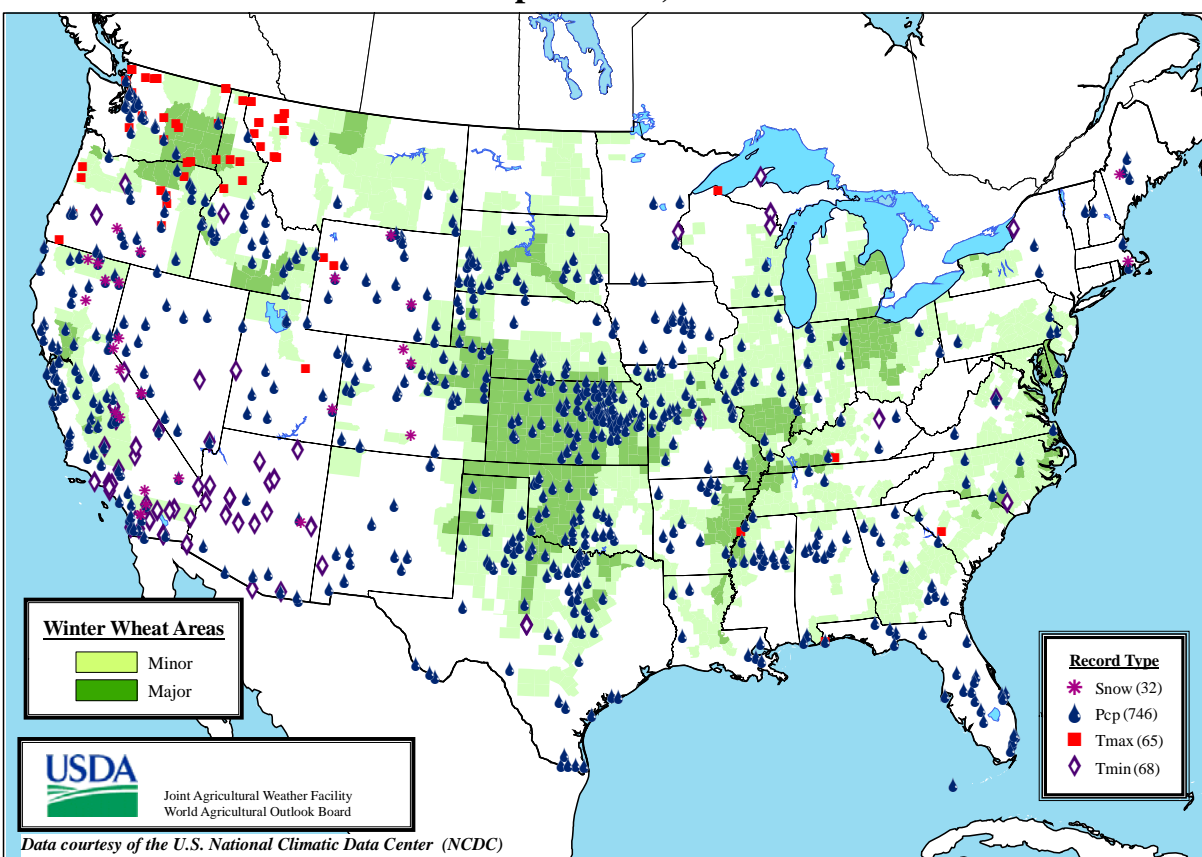 Winter Wheat Areas
Minor
Major
Record Type
Snow (32)
Pcp (746)
Tmax (65)
Tmin (68)
USDA
Joint Agricultural Weather Facility
World Agricultural Outlook Board
Data courtesy of the U.S. National Climatic Data Center (NCDC)